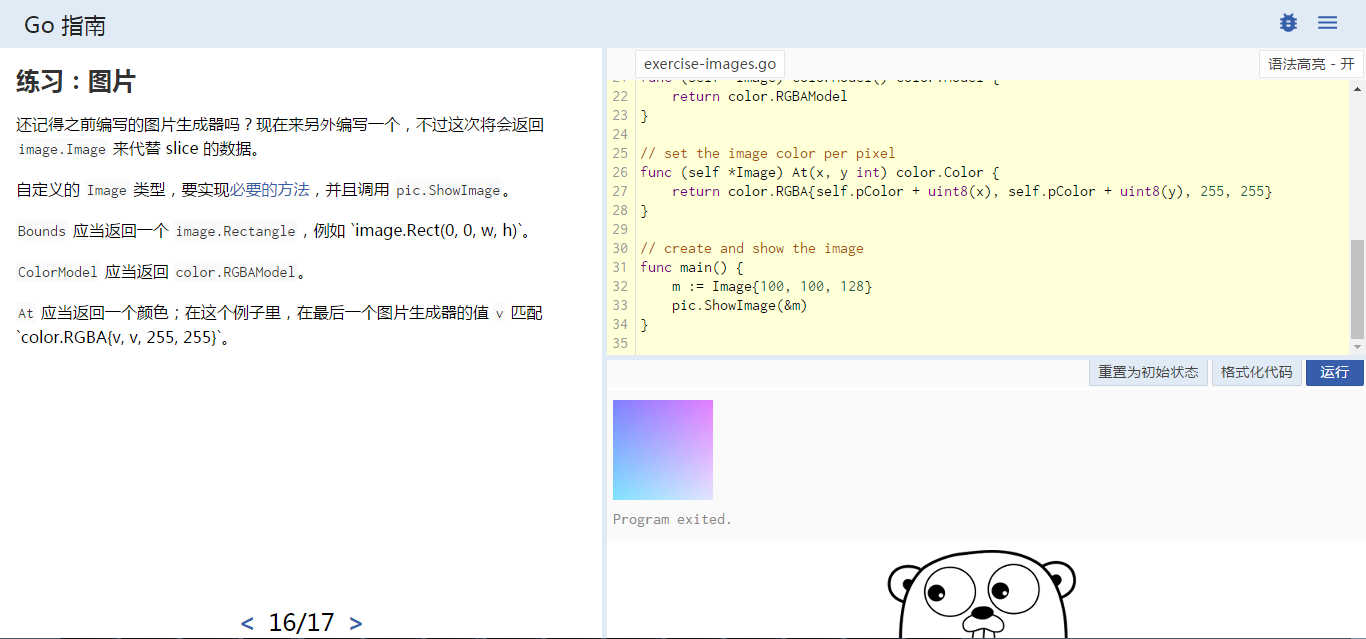 Go 指南
练习：图片
还记得之前编写的图片生成器吗？现在来另外编写一个，不过这次将会返回
image.Image 来代替 slice 的数据。
自定义的 Image 类型，要实现必要的方法，并且调用 pic.ShowImage。
Bounds 应当返回一个 image.Rectangle，例如 `image.Rect(0, 0, w, h)`。
ColorModel 应当返回 color.RGBAModel。
At 应当返回一个颜色；在这个例子里，在最后一个图片生成器的值 v 匹配
`color.RGBA{v, v, 255, 255}`。
< 16/17 >
exercise-images.go
语法高亮 - 开
22     return color.RGBAModel
23 }
24
25 // set the image color per pixel
26 func (self *Image) At(x, y int) color.Color {
27     return color.RGBA{self.pColor + uint8(x), self.pColor + uint8(y), 255, 255}
28 }
29
30 // create and show the image
31 func main() {
32     m := Image{100, 100, 128}
33     pic.ShowImage(&m)
34 }
35
重置为初始状态
格式化代码
运行
Program exited.